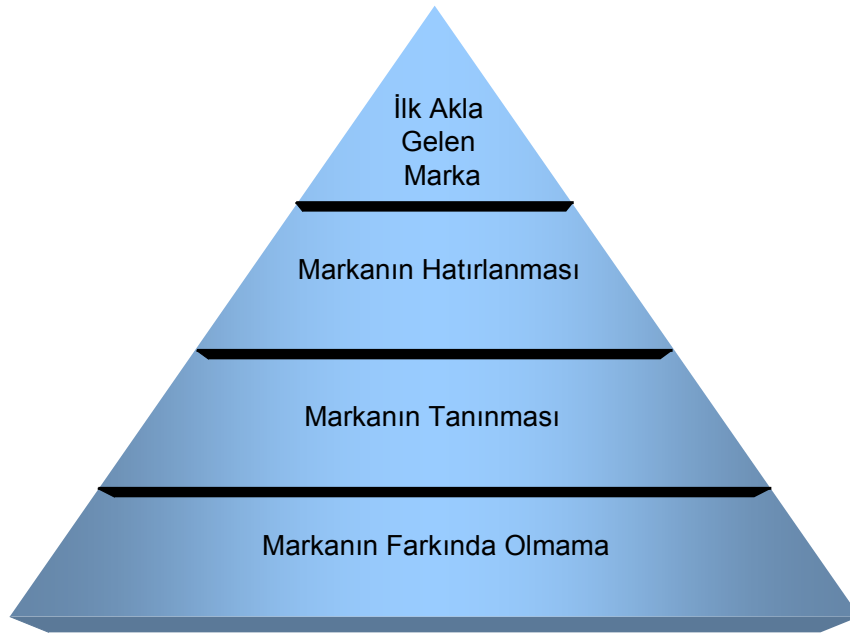 İlk Akla
Gelen
Marka
Markanın Hatırlanması
Markanın Tanınması
Markanın Farkında Olmama